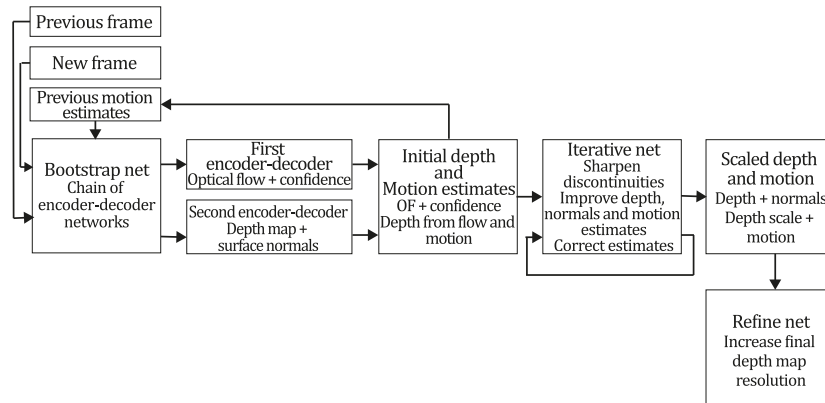 Previous frame
New frame
Previous motion
estimates
Bootstrap net
Chain of
encoder-decoder
networks
First
encoder-decoder
Optical flow + confidence
Second encoder-decoder
Depth map +
surface normals
Initial depth
and
Motion estimates
OF + confidence
Depth from flow and
motion
Iterative net
Sharpen
discontinuities
Improve depth,
normals and motion
estimates
Correct estimates
Scaled depth
and motion
Depth + normals
Depth scale +
motion
Refine net
Increase final
depth map
resolution